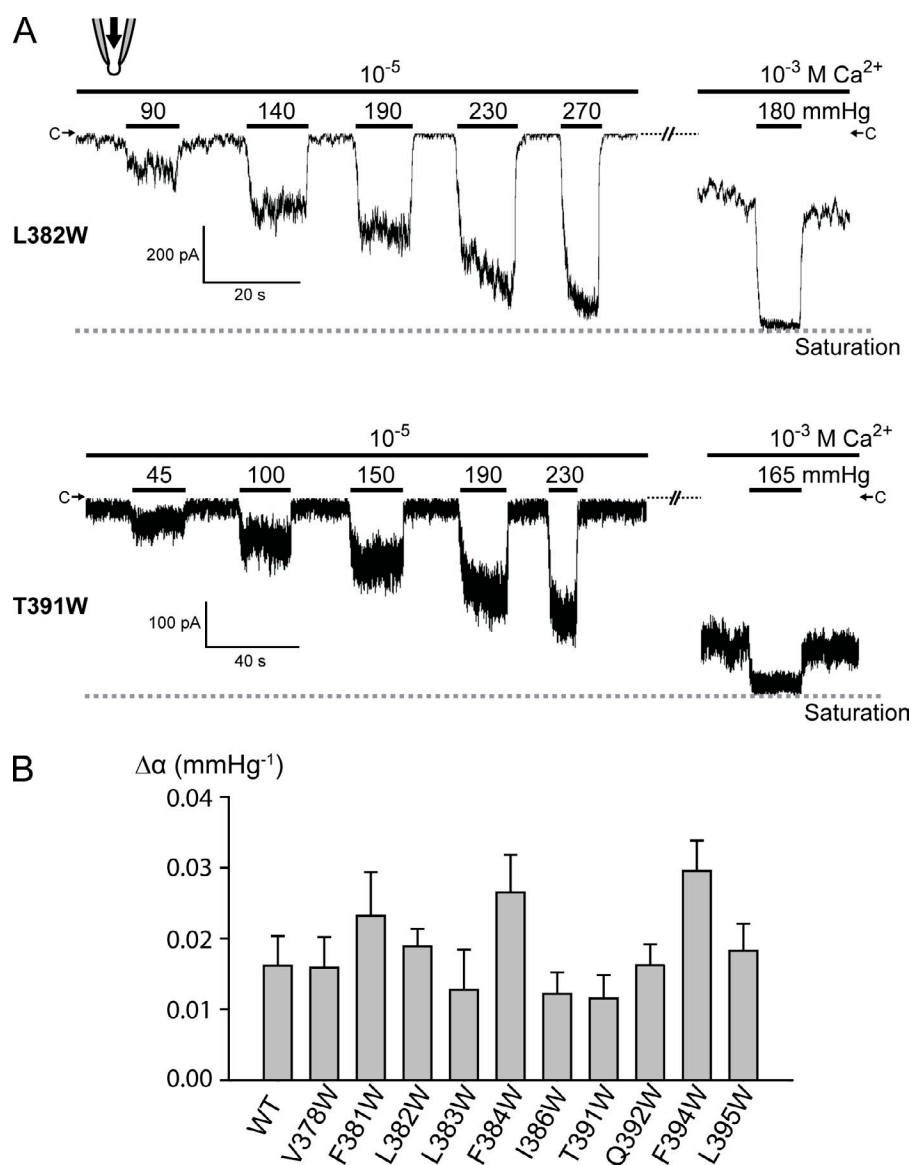 A
10⁻⁵ 10⁻³ M Ca²⁺
90 140 190 230 270 180 mmHg
C C
L382W
200 pA
20 s
Saturation
10⁻⁵ 10⁻³ M Ca²⁺
45 100 150 190 230 165 mmHg
C C
T391W
100 pA
40 s
Saturation
B
Δα (mmHg⁻¹)
0.04
0.03
0.02
0.01
0.00
WT V378W F381W L382W L383W F384W I386W T391W Q392W F394W L395W